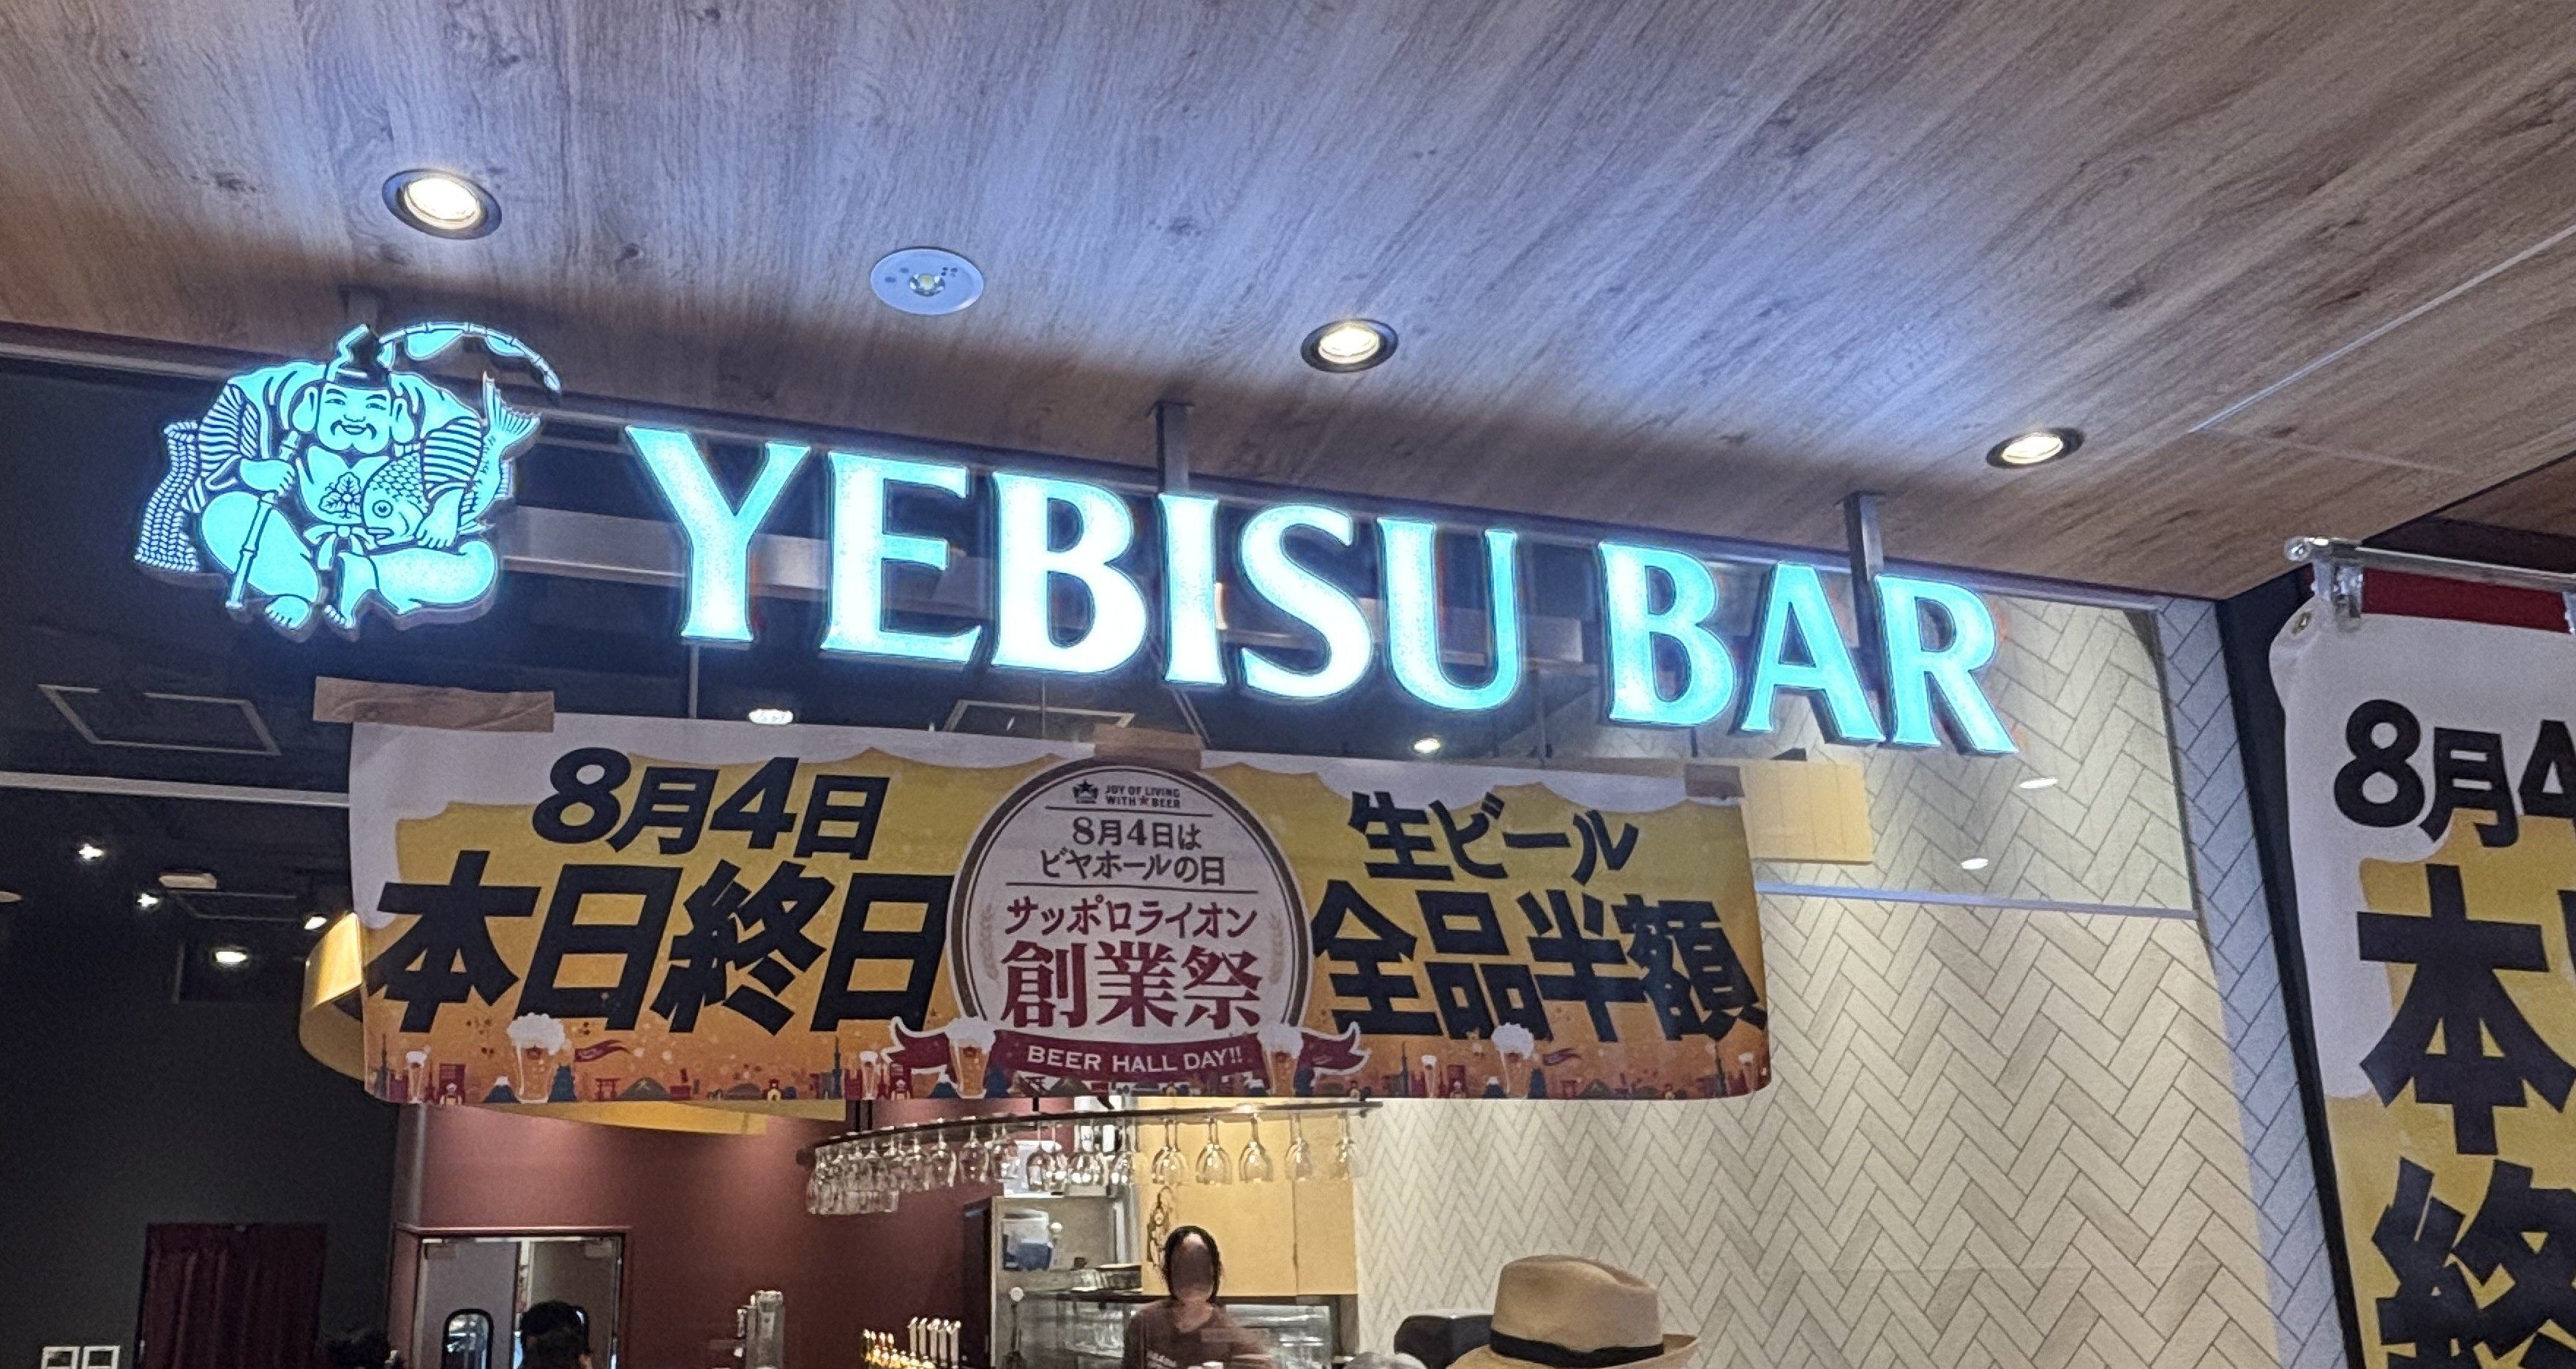 YEBISU BAR
8月4日
本日終日
JOY OF LIVING
WITH★BEER
8月4日は
ビヤホールの日
サッポロライオン
創業祭
BEER HALL DAY!!
生ビール
全品半額
8月4
本
終